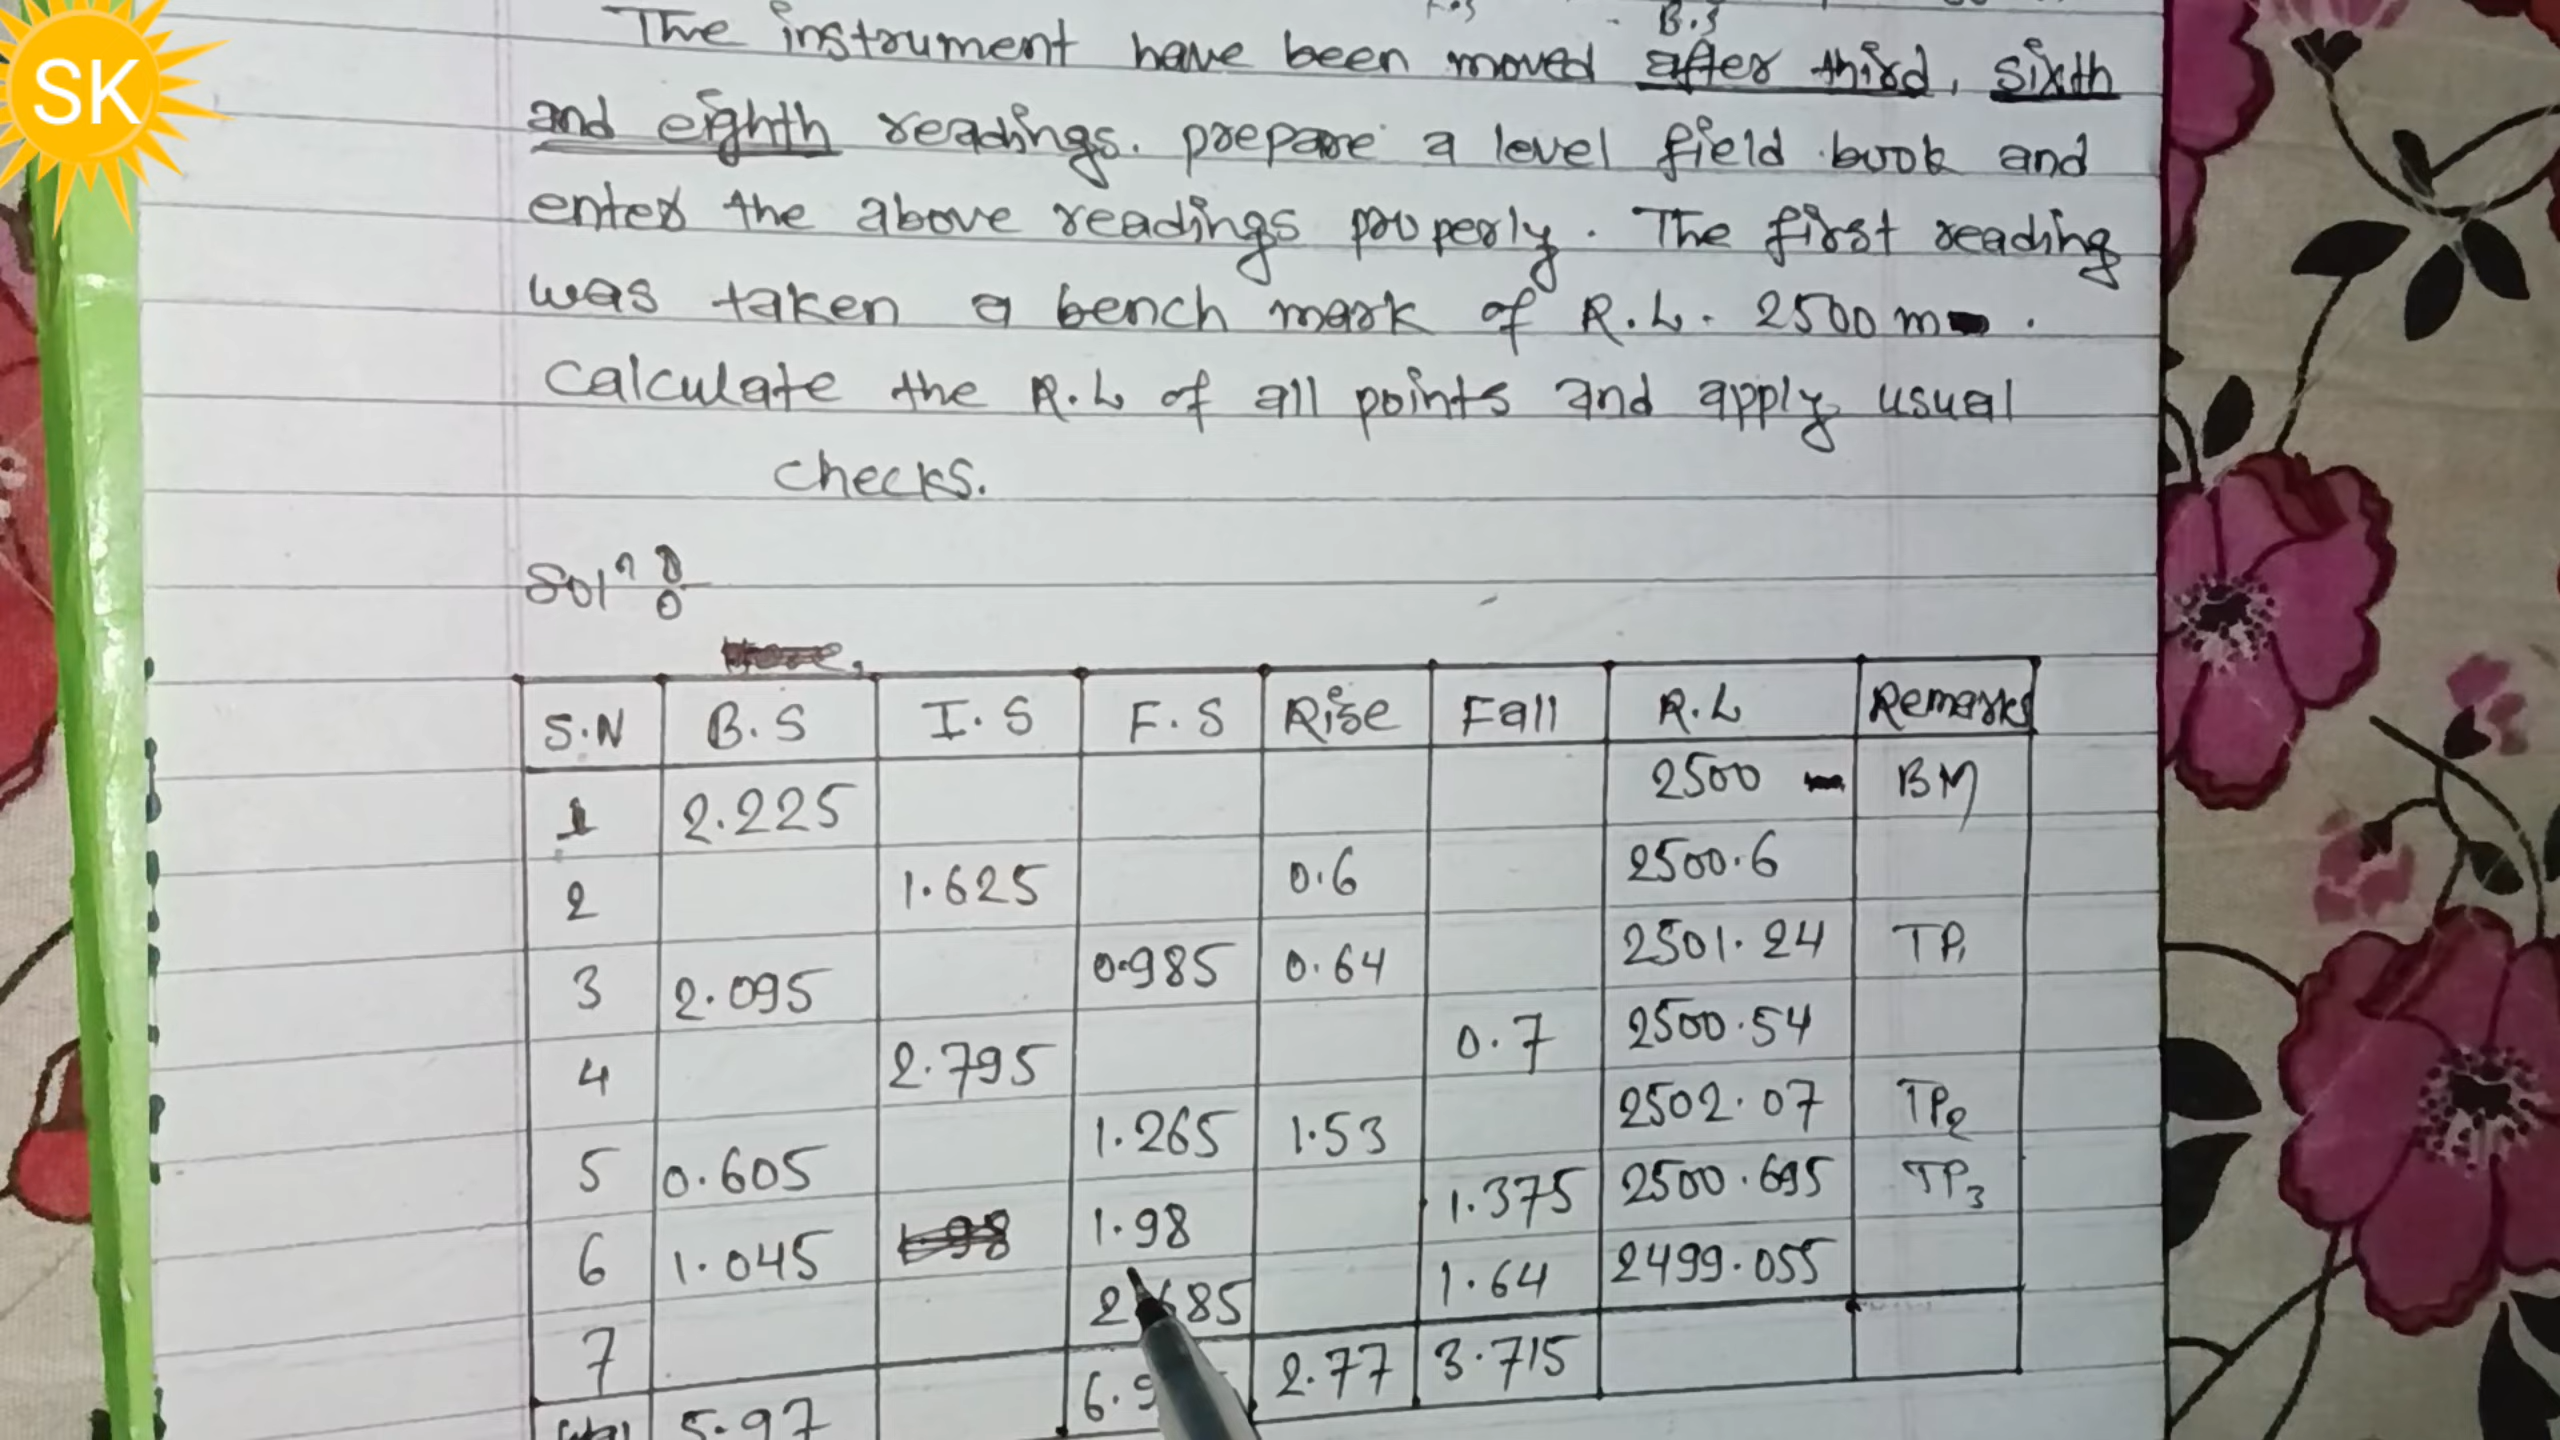 SK
B.S
The instrument have been moved after third, sixth
and eighth readings. prepare a level field book and
enter the above readings properly. The first reading
was taken a bench mark of R.L. 2500 m .
Calculate the R.L of all points and apply usual
checks.
Solⁿ :
S.N B.S I.S F.S Rise Fall R.L Remarks
1 2.225 2500 - BM
2 1.625 0.6 2500.6
3 2.095 0.985 0.64 2501.24 TP1
4 2.795 0.7 2500.54
5 0.605 1.265 1.53 2502.07 TP2
6 1.045 1.98 1.375 2500.695 TP3
7 2.685 1.64 2499.055
5.97 2.77 3.715